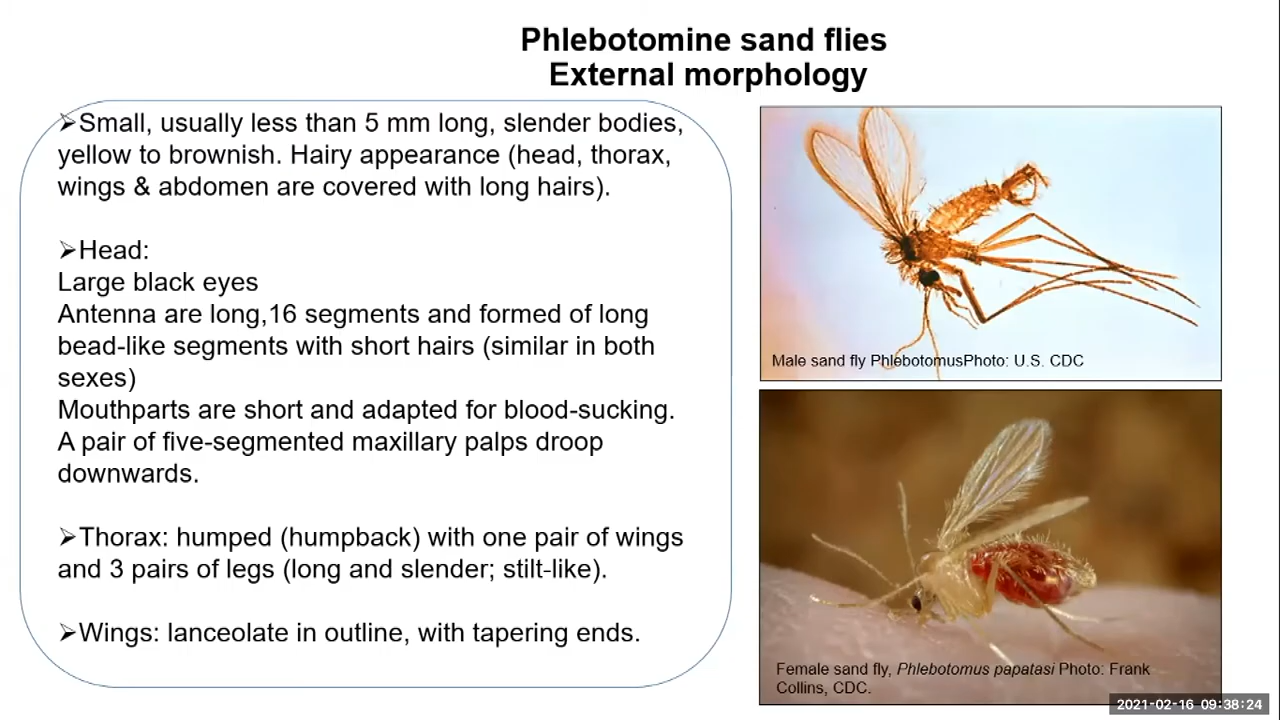 Phlebotomine sand flies
External morphology
➢Small, usually less than 5 mm long, slender bodies,
yellow to brownish. Hairy appearance (head, thorax,
wings & abdomen are covered with long hairs).
➢Head:
Large black eyes
Antenna are long,16 segments and formed of long
bead-like segments with short hairs (similar in both
sexes)
Mouthparts are short and adapted for blood-sucking.
A pair of five-segmented maxillary palps droop
downwards.
➢Thorax: humped (humpback) with one pair of wings
and 3 pairs of legs (long and slender; stilt-like).
➢Wings: lanceolate in outline, with tapering ends.
Male sand fly PhlebotomusPhoto: U.S. CDC
Female sand fly, Phlebotomus papatasi Photo: Frank
Collins, CDC.
2021-02-16 09:38:24